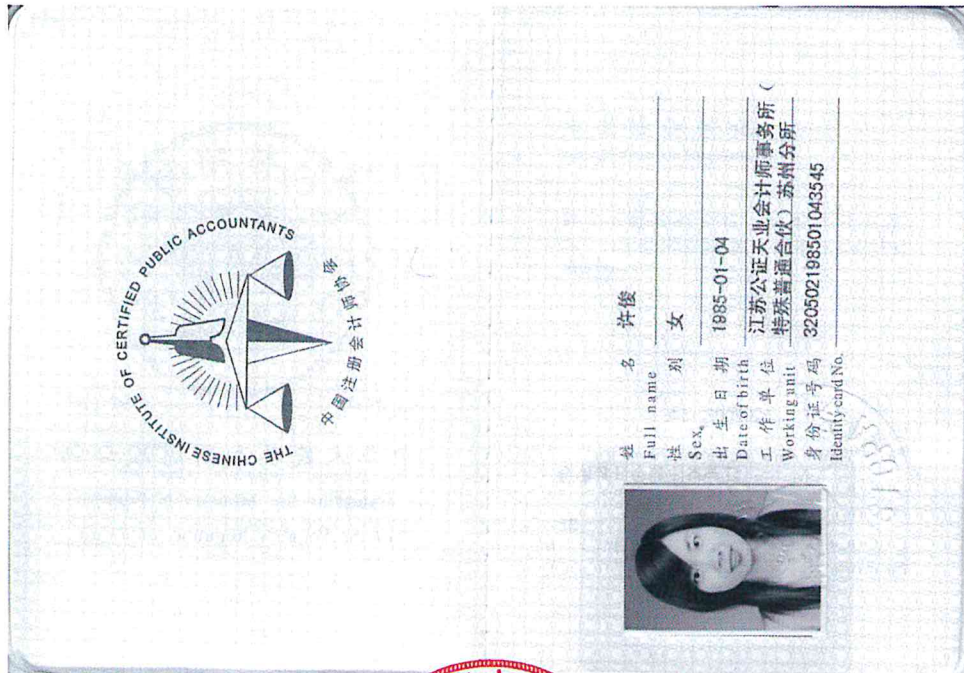 THE CHINESE INSTITUTE OF CERTIFIED PUBLIC ACCOUNTANTS
中国注册会计师协会
姓 名 许俊
Full name
性 别 女
Sex
出 生 日 期 1985-01-04
Date of birth
工 作 单 位 江苏公证天业会计师事务所（
Working unit 特殊普通合伙）苏州分所
身 份 证 号 码 320502198501043545
Identity card No.